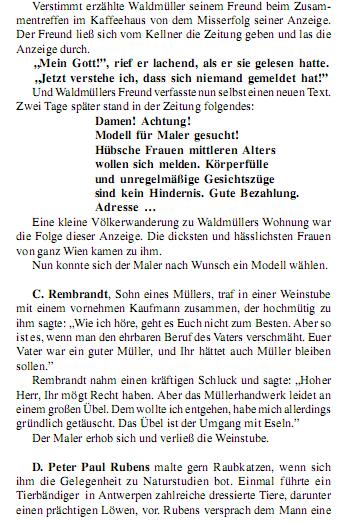 Verstimmt erzählte Waldmüller seinem Freund beim Zusam-
mentreffen im Kaffeehaus von dem Misserfolg seiner Anzeige.
Der Freund ließ sich vom Kellner die Zeitung geben und las die
Anzeige durch.
„Mein Gott!”, rief er lachend, als er sie gelesen hatte.
„Jetzt verstehe ich, dass sich niemand gemeldet hat!”
Und Waldmüllers Freund verfasste nun selbst einen neuen Text.
Zwei Tage später stand in der Zeitung folgendes:
Damen! Achtung!
Modell für Maler gesucht!
Hübsche Frauen mittleren Alters
wollen sich melden. Körperfülle
und unregelmäßige Gesichtszüge
sind kein Hindernis. Gute Bezahlung.
Adresse ...
Eine kleine Völkerwanderung zu Waldmüllers Wohnung war
die Folge dieser Anzeige. Die dicksten und hässlichsten Frauen
von ganz Wien kamen zu ihm.
Nun konnte sich der Maler nach Wunsch ein Modell wählen.
C. Rembrandt, Sohn eines Müllers, traf in einer Weinstube
mit einem vornehmen Kaufmann zusammen, der hochmütig zu
ihm sagte: „Wie ich höre, geht es Euch nicht zum Besten. Aber so
ist es, wenn man den ehrbaren Beruf des Vaters verschmäht. Euer
Vater war ein guter Müller, und Ihr hättet auch Müller bleiben
sollen.”
Rembrandt nahm einen kräftigen Schluck und sagte: „Hoher
Herr, Ihr mögt Recht haben. Aber das Müllerhandwerk leidet an
einem großen Übel. Dem wollte ich entgehen, habe mich allerdings
gründlich getäuscht. Das Übel ist der Umgang mit Eseln.”
Der Maler erhob sich und verließ die Weinstube.
D. Peter Paul Rubens malte gern Raubkatzen, wenn sich
ihm die Gelegenheit zu Naturstudien bot. Einmal führte ein
Tierbändiger in Antwerpen zahlreiche dressierte Tiere, darunter
einen prächtigen Löwen, vor. Rubens versprach dem Mann eine